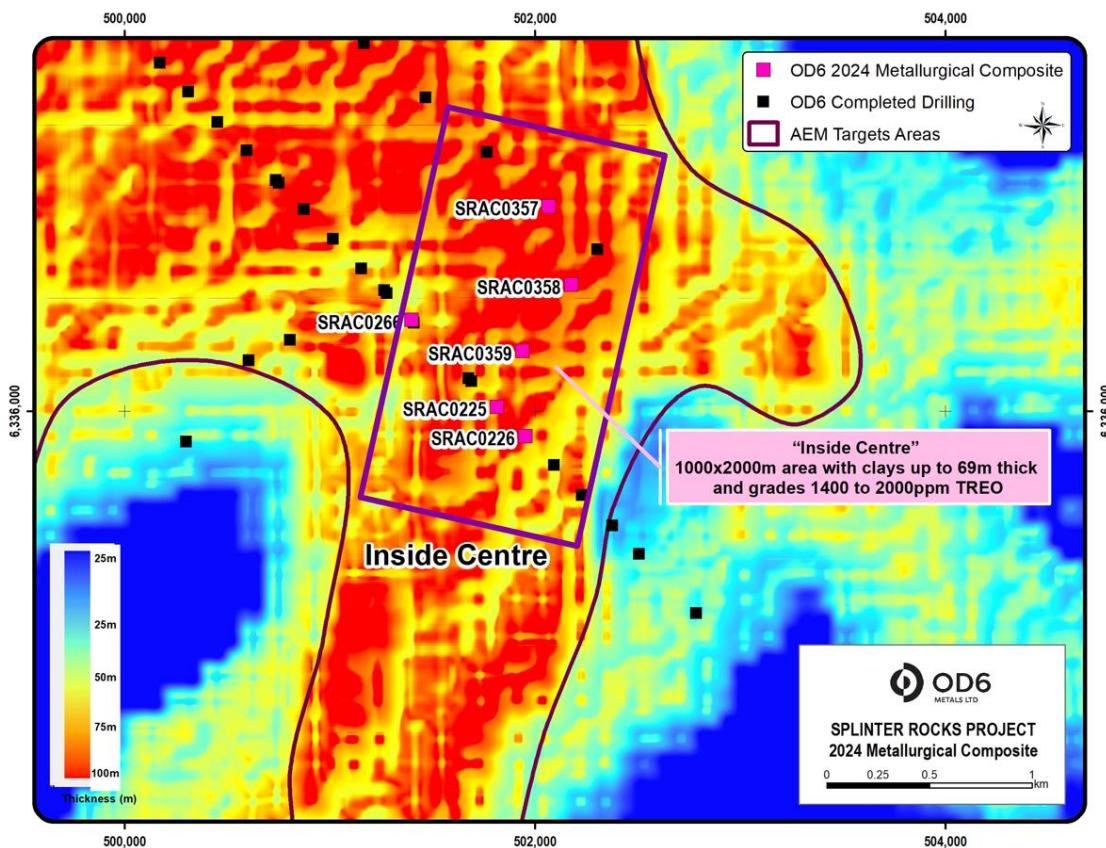 500,000
502,000
504,000
OD6 2024 Metallurgical Composite
OD6 Completed Drilling
AEM Targets Areas
SRAC0357
SRAC0358
SRAC0266
SRAC0359
SRAC0225
SRAC0226
6,336,000
6,336,000
“Inside Centre”
1000x2000m area with clays up to 69m thick
and grades 1400 to 2000ppm TREO
Inside Centre
25m
25m
50m
75m
100m
Thickness (m)
OD6
METALS LTD
SPLINTER ROCKS PROJECT
2024 Metallurgical Composite
0 0.25 0.5 1
km
500,000
502,000
504,000